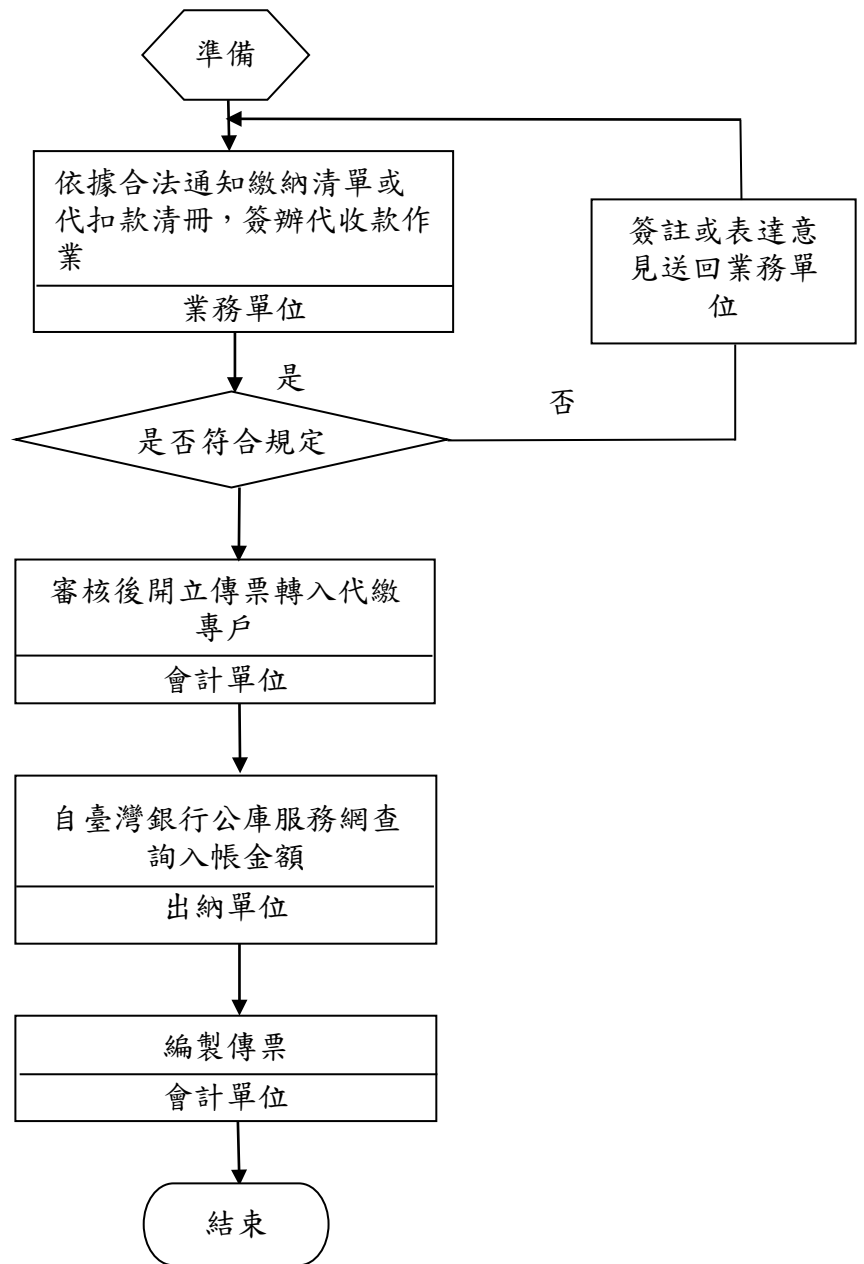 準備
依據合法通知繳納清單或
代扣款清冊，簽辦代收款作
業
業務單位
簽註或表達意
見送回業務單
位
是
否
是否符合規定
審核後開立傳票轉入代繳
專戶
會計單位
自臺灣銀行公庫服務網查
詢入帳金額
出納單位
編製傳票
會計單位
結束